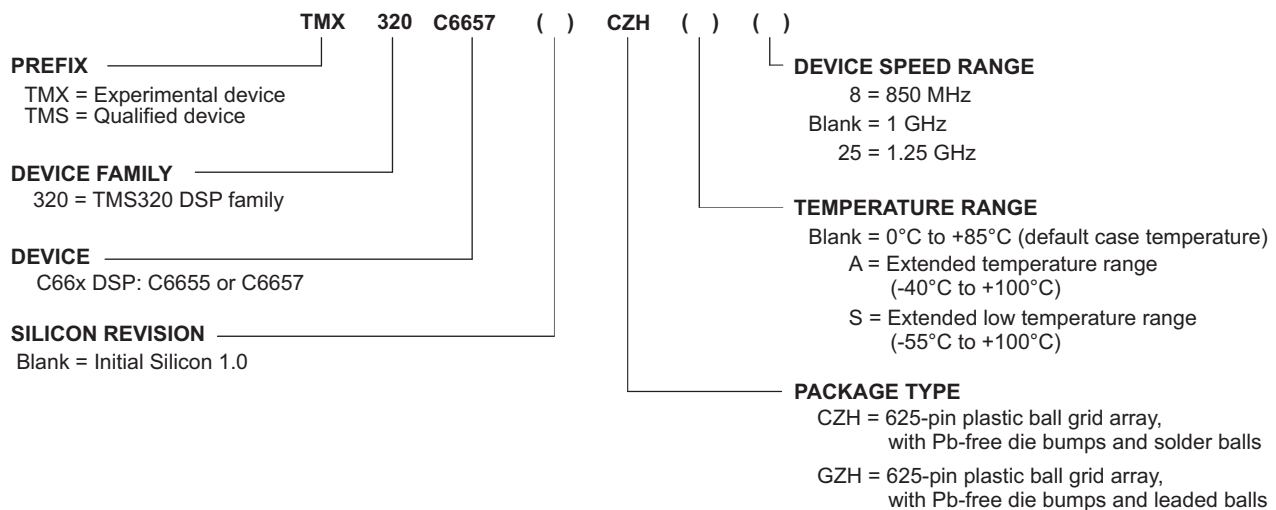 TMX 320 C6657 ( ) CZH ( ) ( )
PREFIX
TMX = Experimental device
TMS = Qualified device
DEVICE FAMILY
320 = TMS320 DSP family
DEVICE
C66x DSP: C6655 or C6657
SILICON REVISION
Blank = Initial Silicon 1.0
DEVICE SPEED RANGE
8 = 850 MHz
Blank = 1 GHz
25 = 1.25 GHz
TEMPERATURE RANGE
Blank = 0°C to +85°C (default case temperature)
A = Extended temperature range
(-40°C to +100°C)
S = Extended low temperature range
(-55°C to +100°C)
PACKAGE TYPE
CZH = 625-pin plastic ball grid array,
with Pb-free die bumps and solder balls
GZH = 625-pin plastic ball grid array,
with Pb-free die bumps and leaded balls